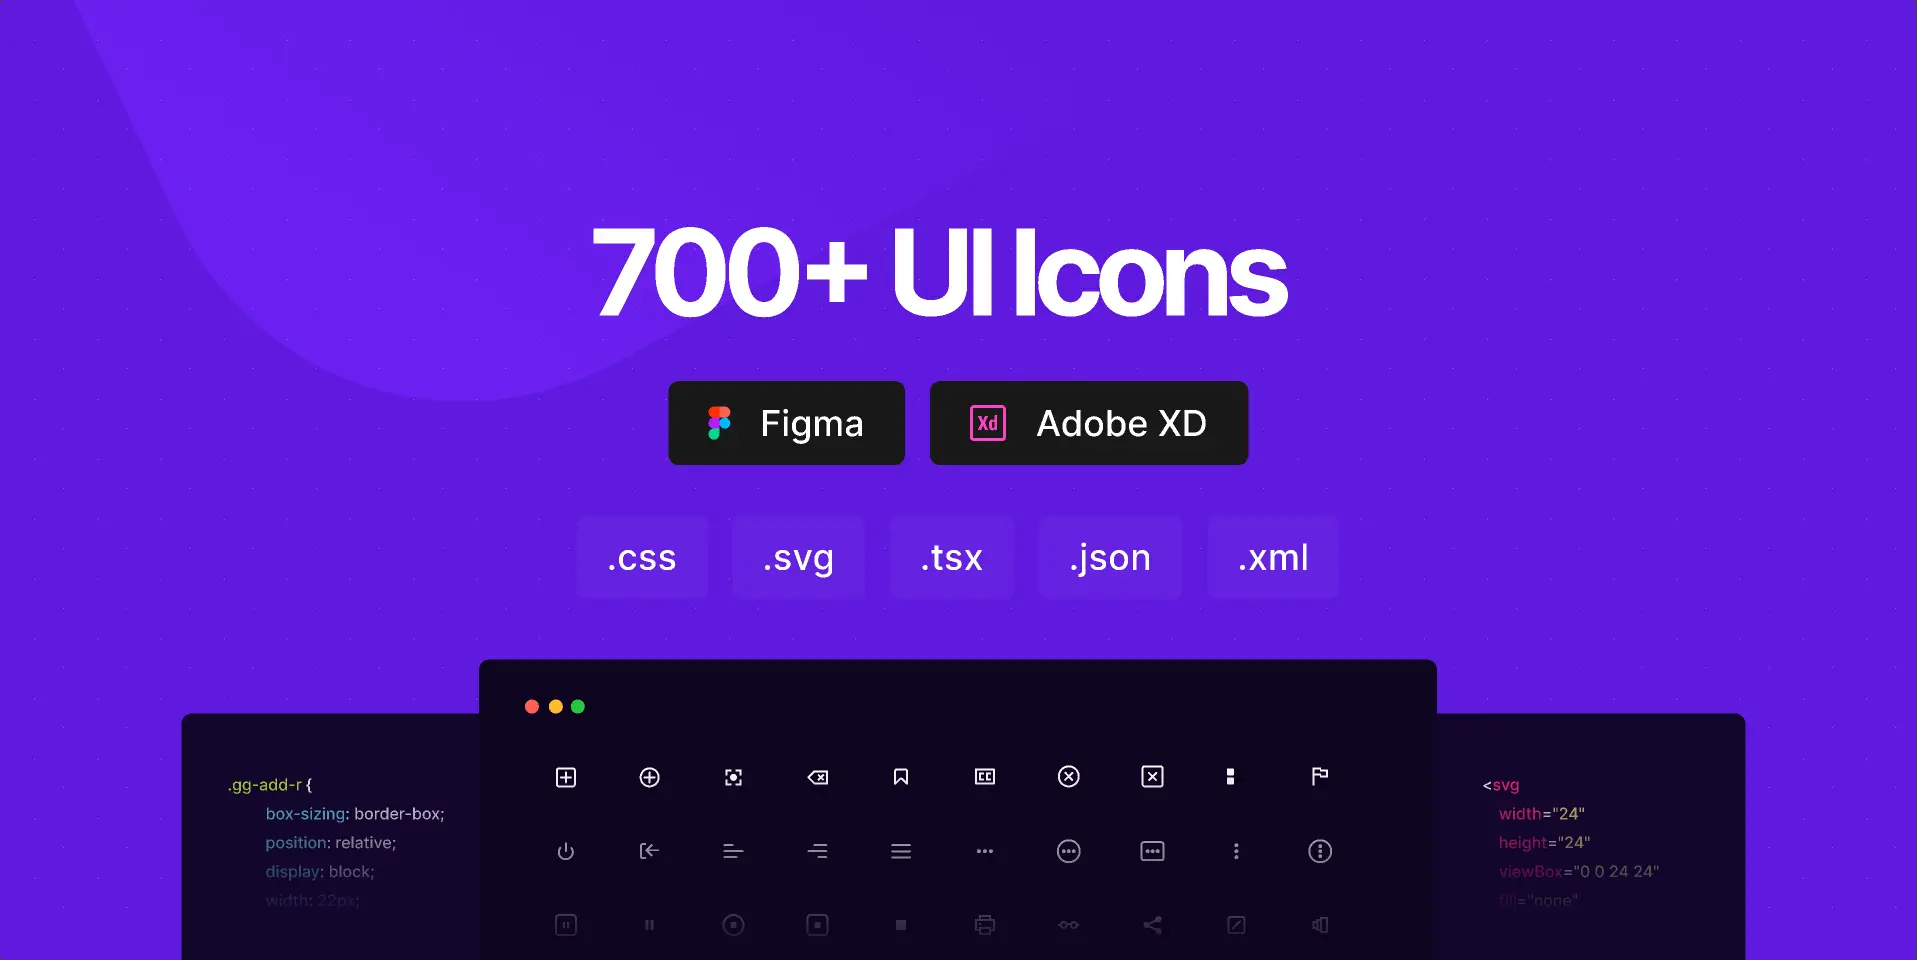 700+ UI Icons
Figma
Xd Adobe XD
.css .svg .tsx .json .xml
.gg-add-r {
box-sizing: border-box;
position: relative;
display: block;
width: 22px;
CC
<svg
width="24"
height="24"
viewBox="0 0 24 24"
fill="none"